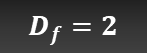 D_f = 2